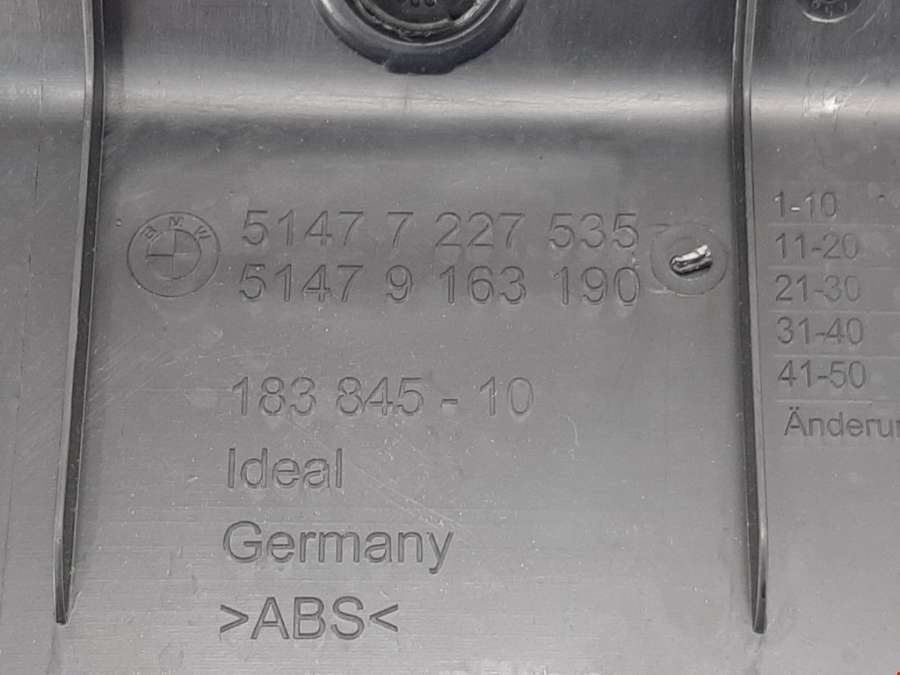 BMW
5147 7 227 535
5147 9 163 190
183 845 - 10
Ideal
Germany
>ABS<
1-10
11-20
21-30
31-40
41-50